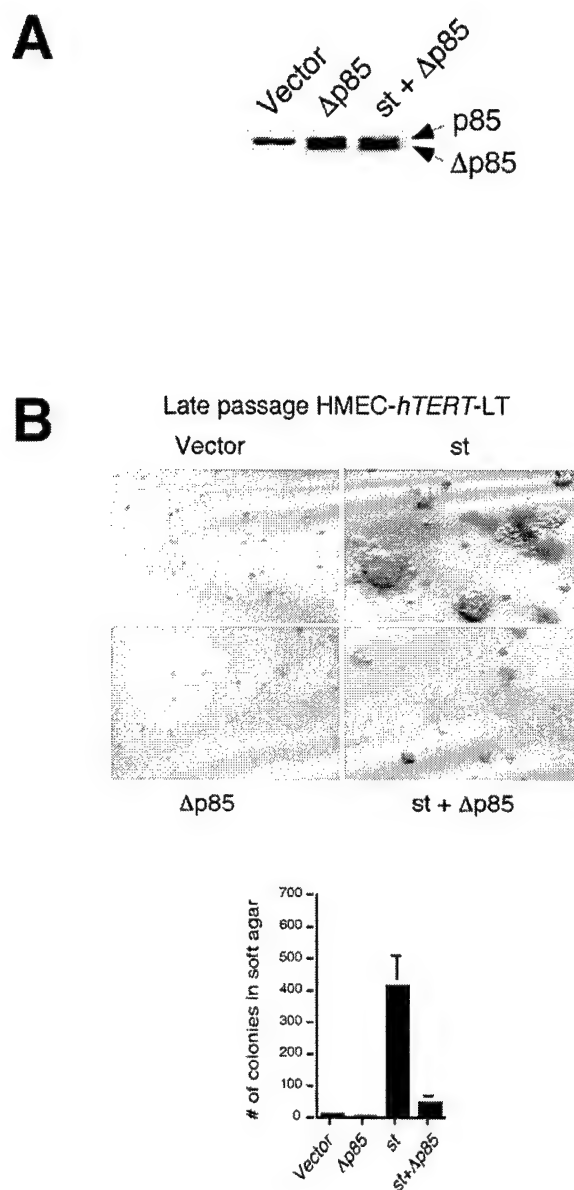 A
Vector
Δp85
st + Δp85
p85
Δp85
B
Late passage HMEC-hTERT-LT
Vector
st
Δp85
st + Δp85
# of colonies in soft agar
700
600
500
400
300
200
100
0
Vector
Δp85
st
st+Δp85